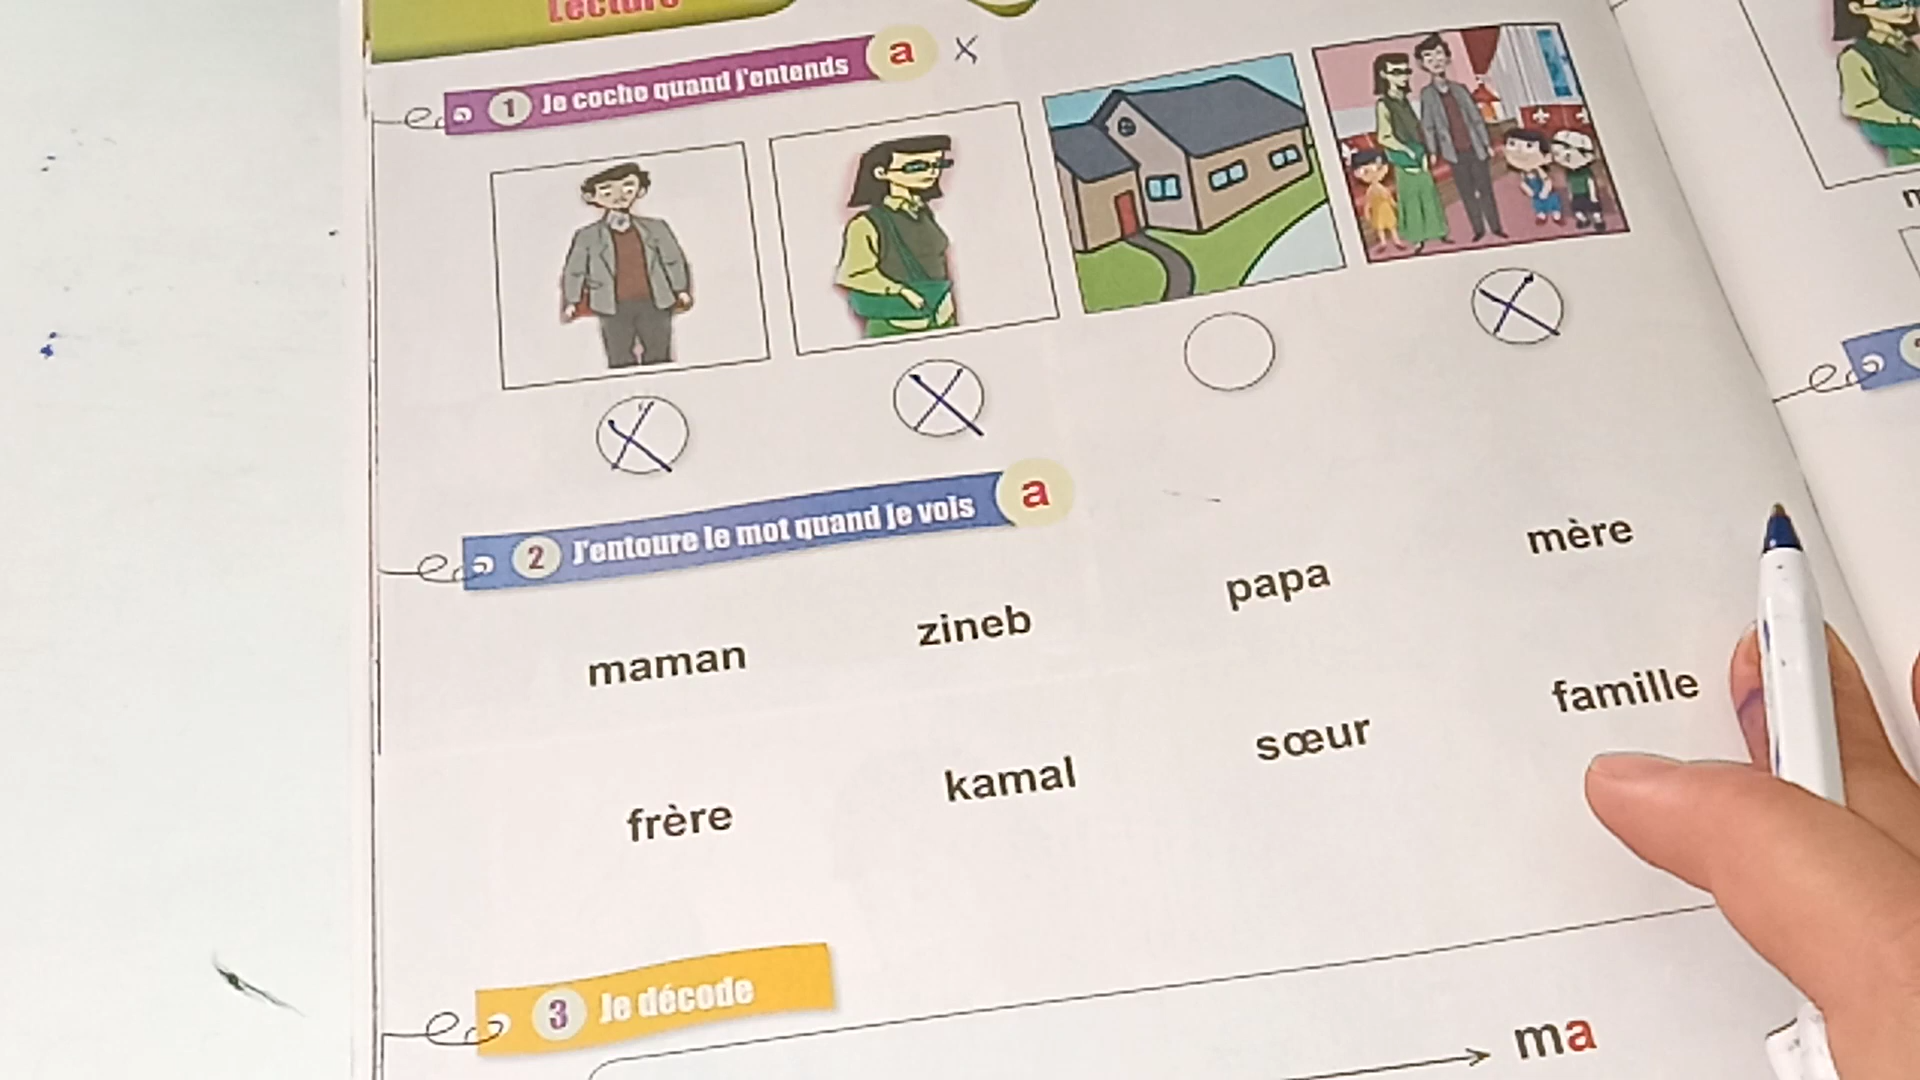 Lecture
1 Je coche quand j'entends a X
2 J'entoure le mot quand je vois a
maman zineb papa mère
frère kamal sœur famille
3 Je décode
ma